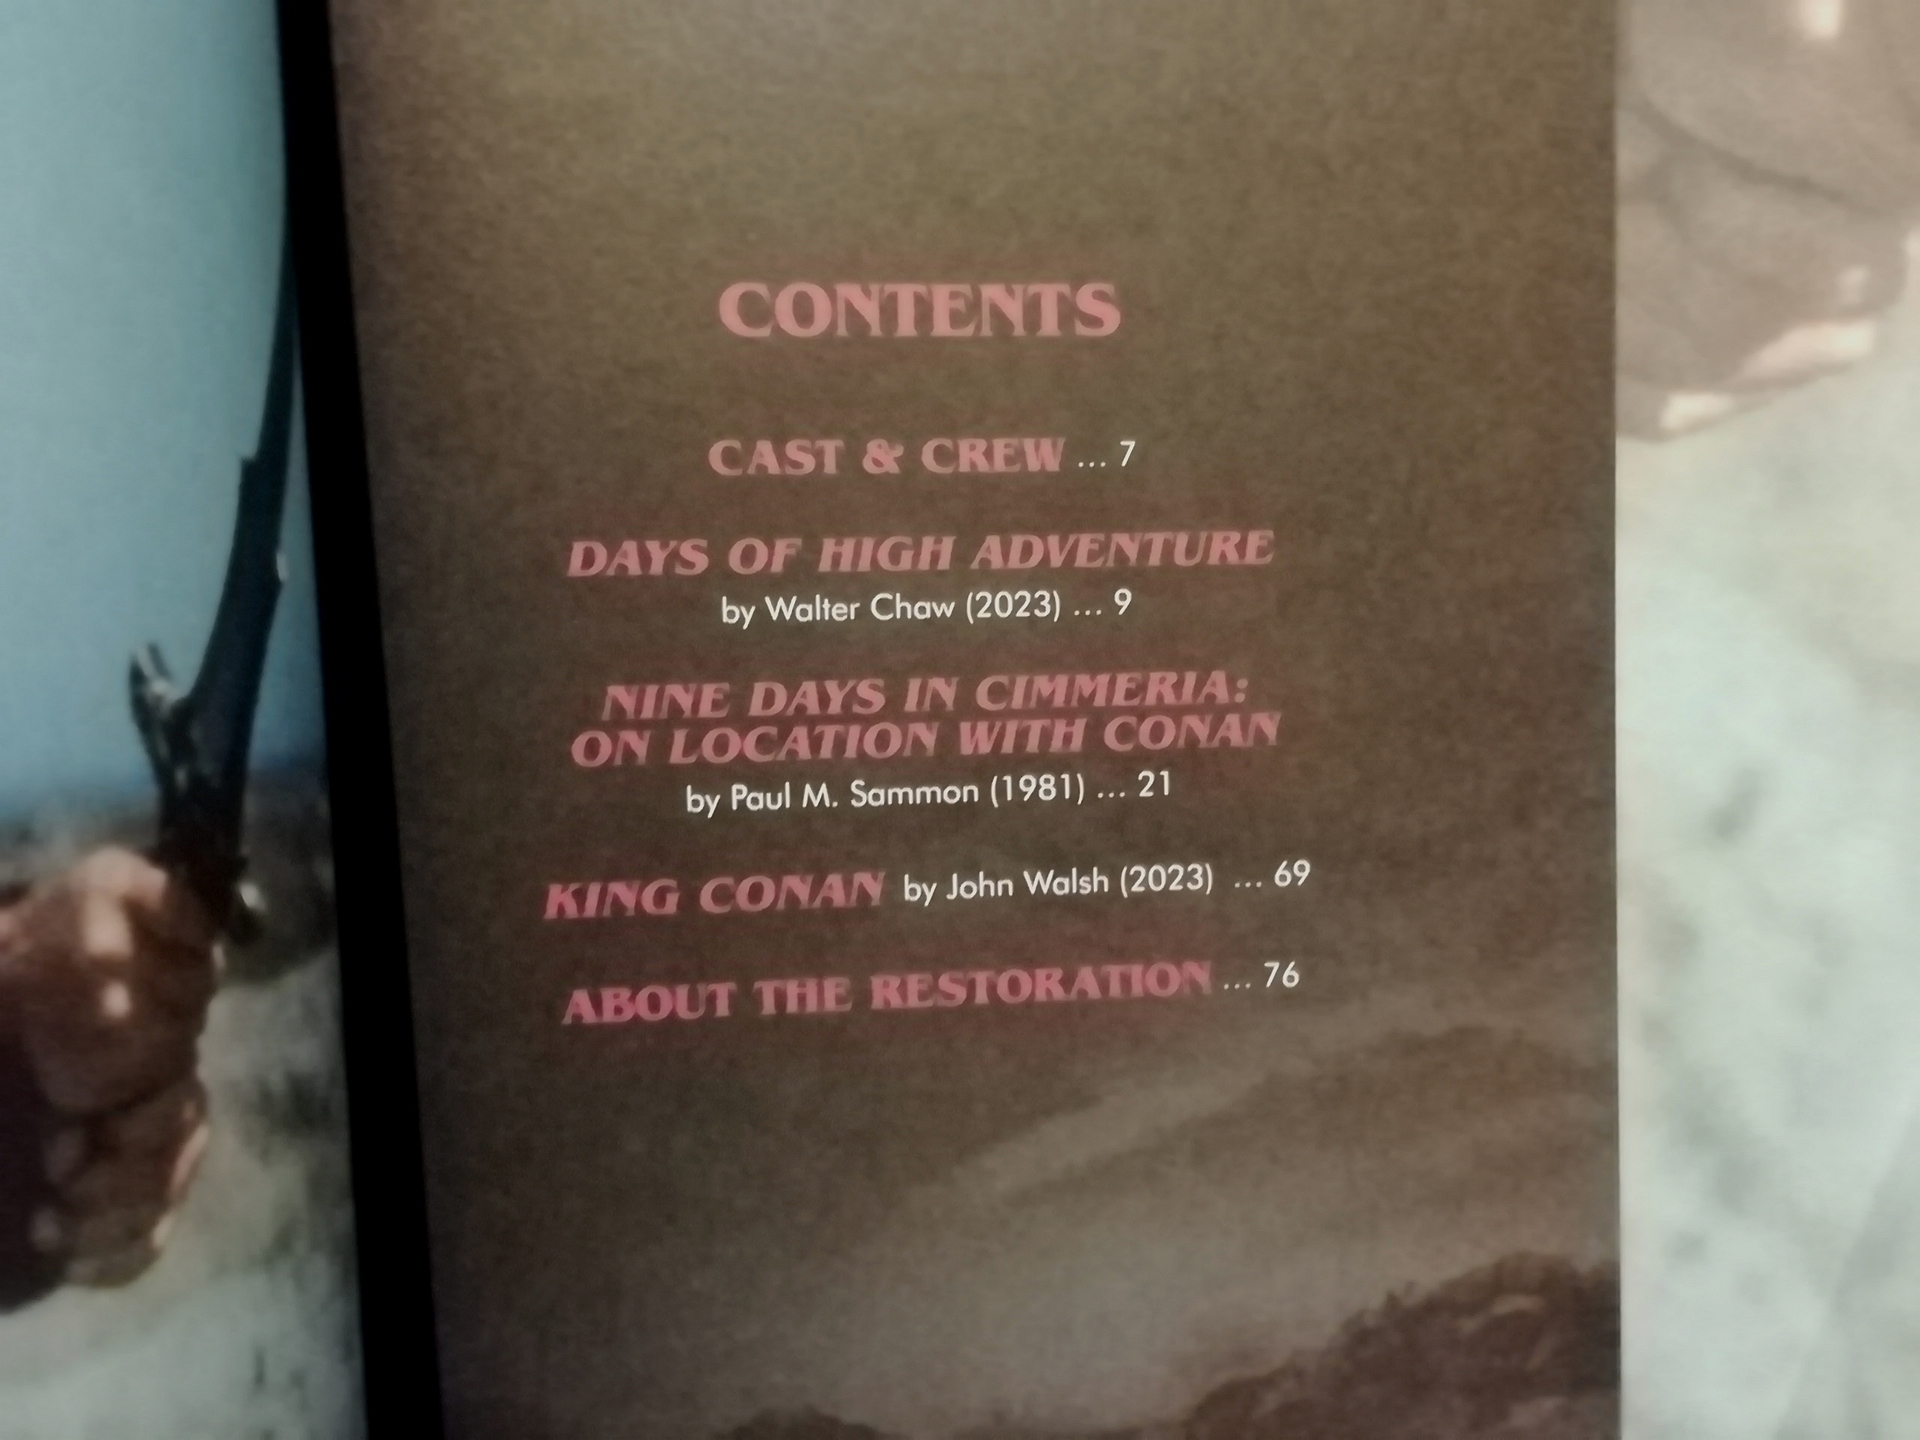 CONTENTS
CAST & CREW ... 7
DAYS OF HIGH ADVENTURE
by Walter Chaw (2023) ... 9
NINE DAYS IN CIMMERIA:
ON LOCATION WITH CONAN
by Paul M. Sammon (1981) ... 21
KING CONAN by John Walsh (2023) ... 69
ABOUT THE RESTORATION ... 76